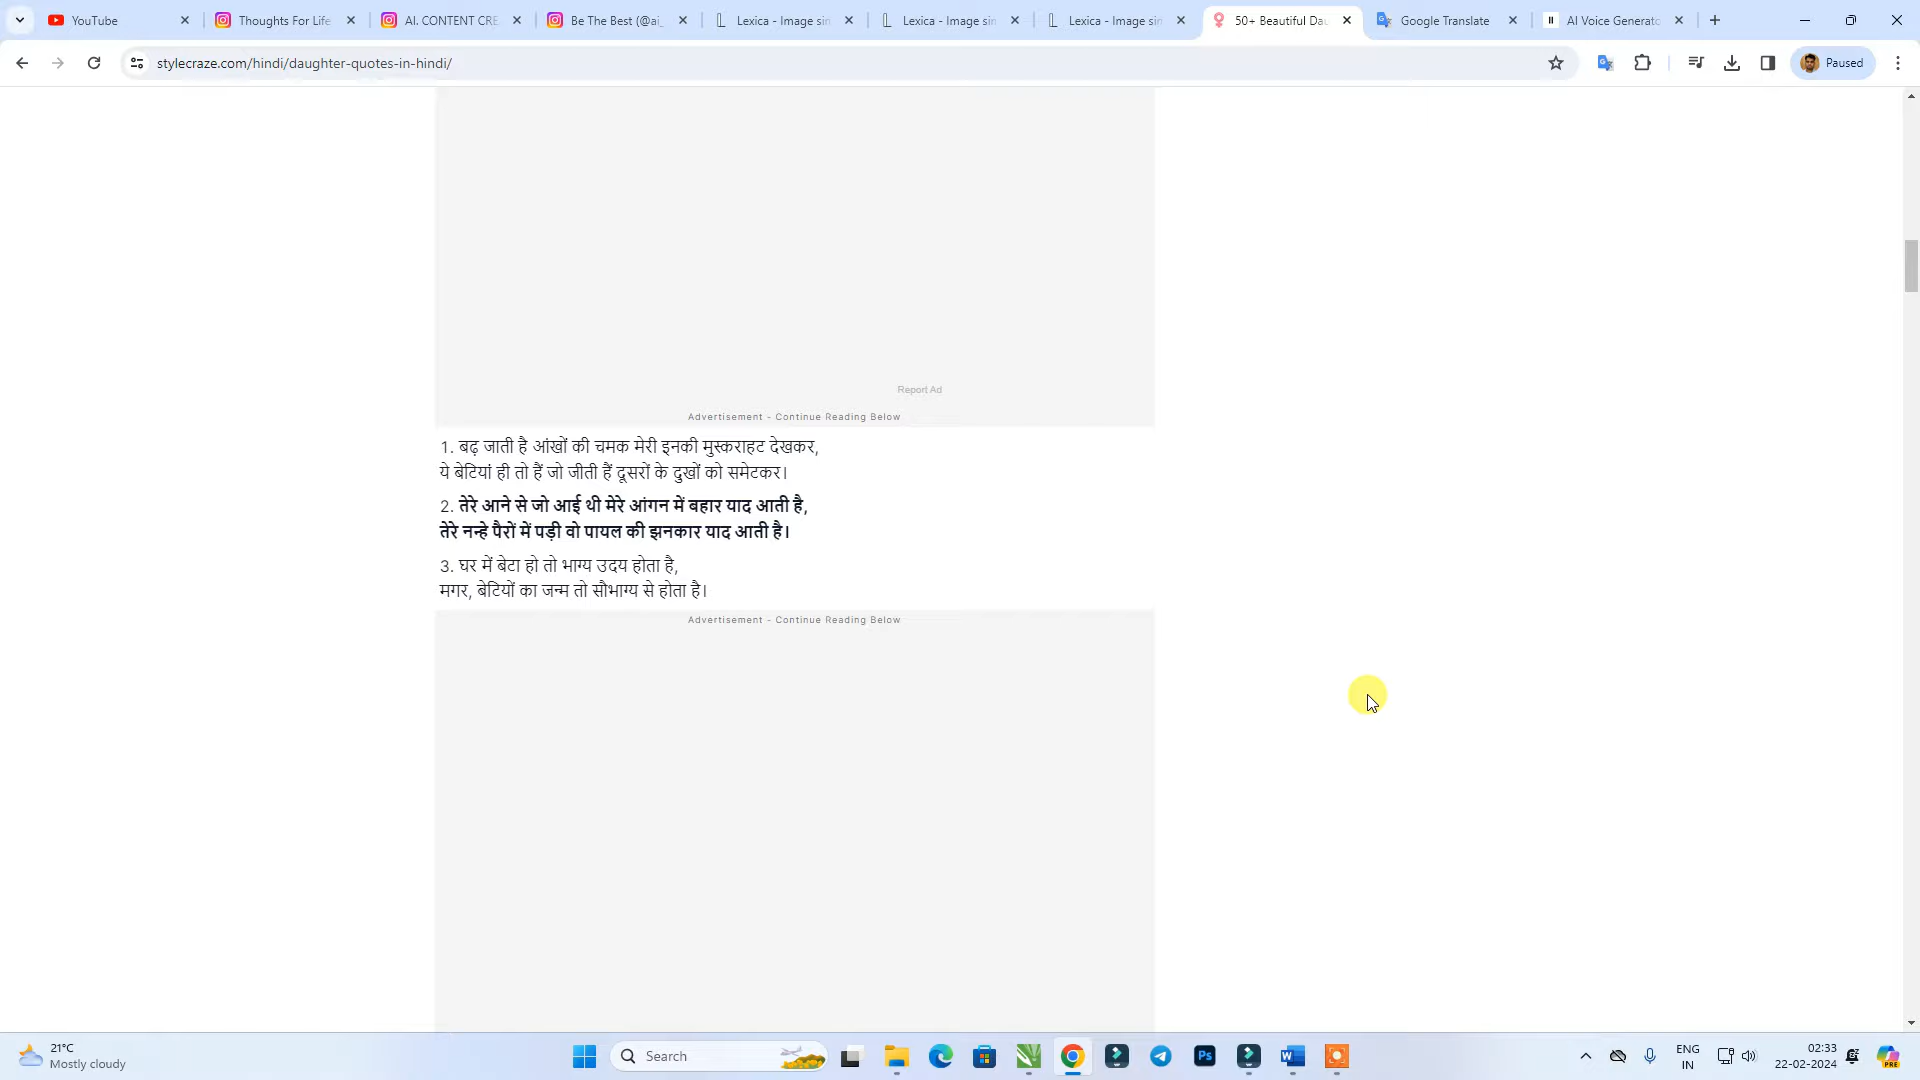 YouTube
Thoughts For Life
AI. CONTENT CRE
Be The Best (@ai_
Lexica - Image sin
Lexica - Image sin
Lexica - Image sin
50+ Beautiful Dau
Google Translate
AI Voice Generato
stylecraze.com/hindi/daughter-quotes-in-hindi/
Paused
Report Ad
Advertisement - Continue Reading Below
1. बढ़ जाती है आंखों की चमक मेरी इनकी मुस्कराहट देखकर,
ये बेटियां ही तो हैं जो जीती हैं दूसरों के दुखों को समेटकर।
2. तेरे आने से जो आई थी मेरे आंगन में बहार याद आती है,
तेरे नन्हे पैरों में पड़ी वो पायल की झनकार याद आती है।
3. घर में बेटा हो तो भाग्य उदय होता है,
मगर, बेटियों का जन्म तो सौभाग्य से होता है।
Advertisement - Continue Reading Below
21°C
Mostly cloudy
Search
Ps
ENG
IN
02:33
22-02-2024
PRE